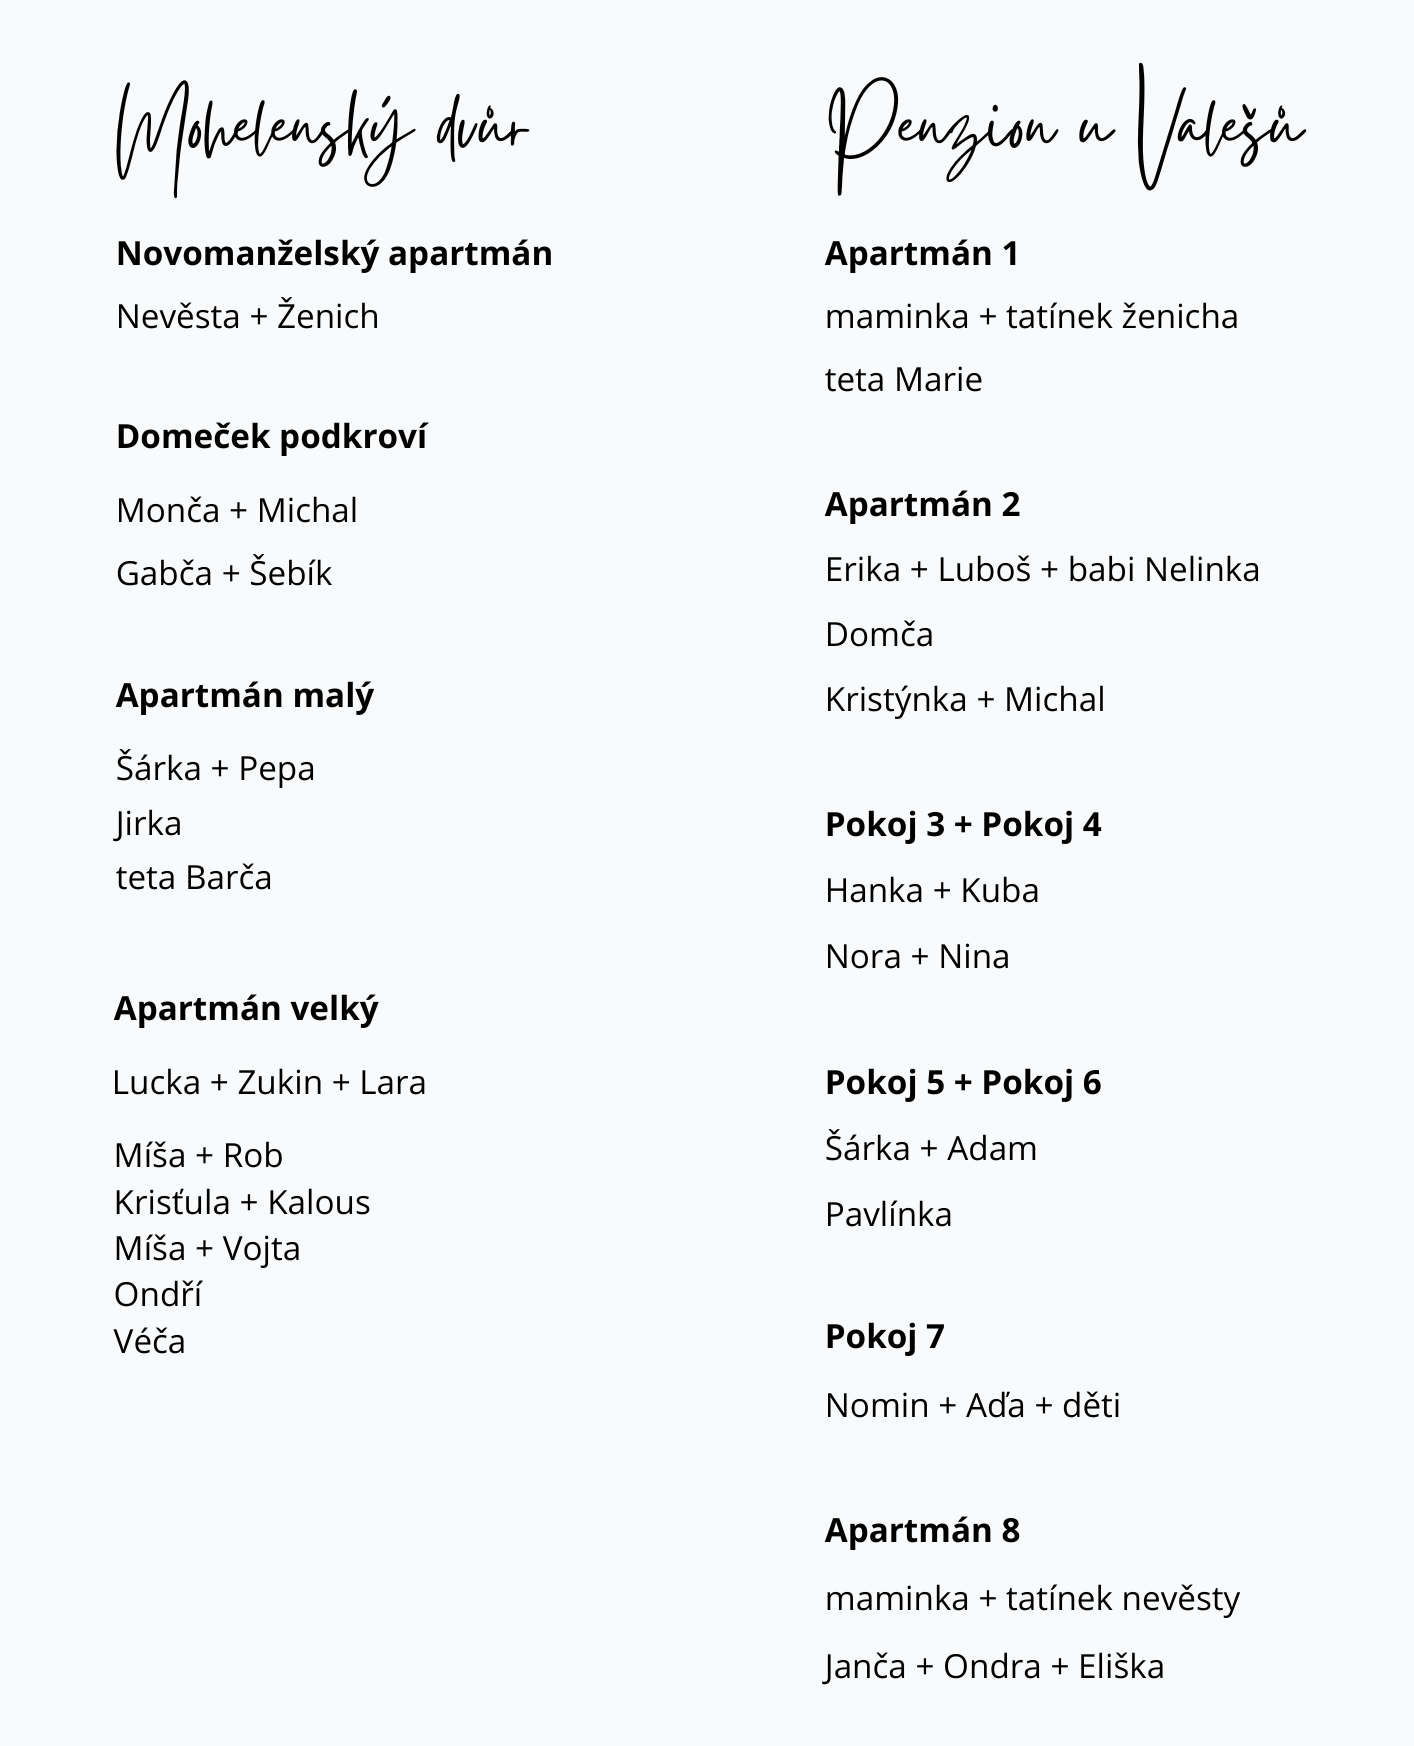 Mohelenský dvůr
Novomanželský apartmán
Nevěsta + Ženich
Domeček podkroví
Monča + Michal
Gabča + Šebík
Apartmán malý
Šárka + Pepa
Jirka
teta Barča
Apartmán velký
Lucka + Zukin + Lara
Míša + Rob
Krisťula + Kalous
Míša + Vojta
Ondří
Véča
Penzion u Valešů
Apartmán 1
maminka + tatínek ženicha
teta Marie
Apartmán 2
Erika + Luboš + babi Nelinka
Domča
Kristýnka + Michal
Pokoj 3 + Pokoj 4
Hanka + Kuba
Nora + Nina
Pokoj 5 + Pokoj 6
Šárka + Adam
Pavlínka
Pokoj 7
Nomin + Aďa + děti
Apartmán 8
maminka + tatínek nevěsty
Janča + Ondra + Eliška